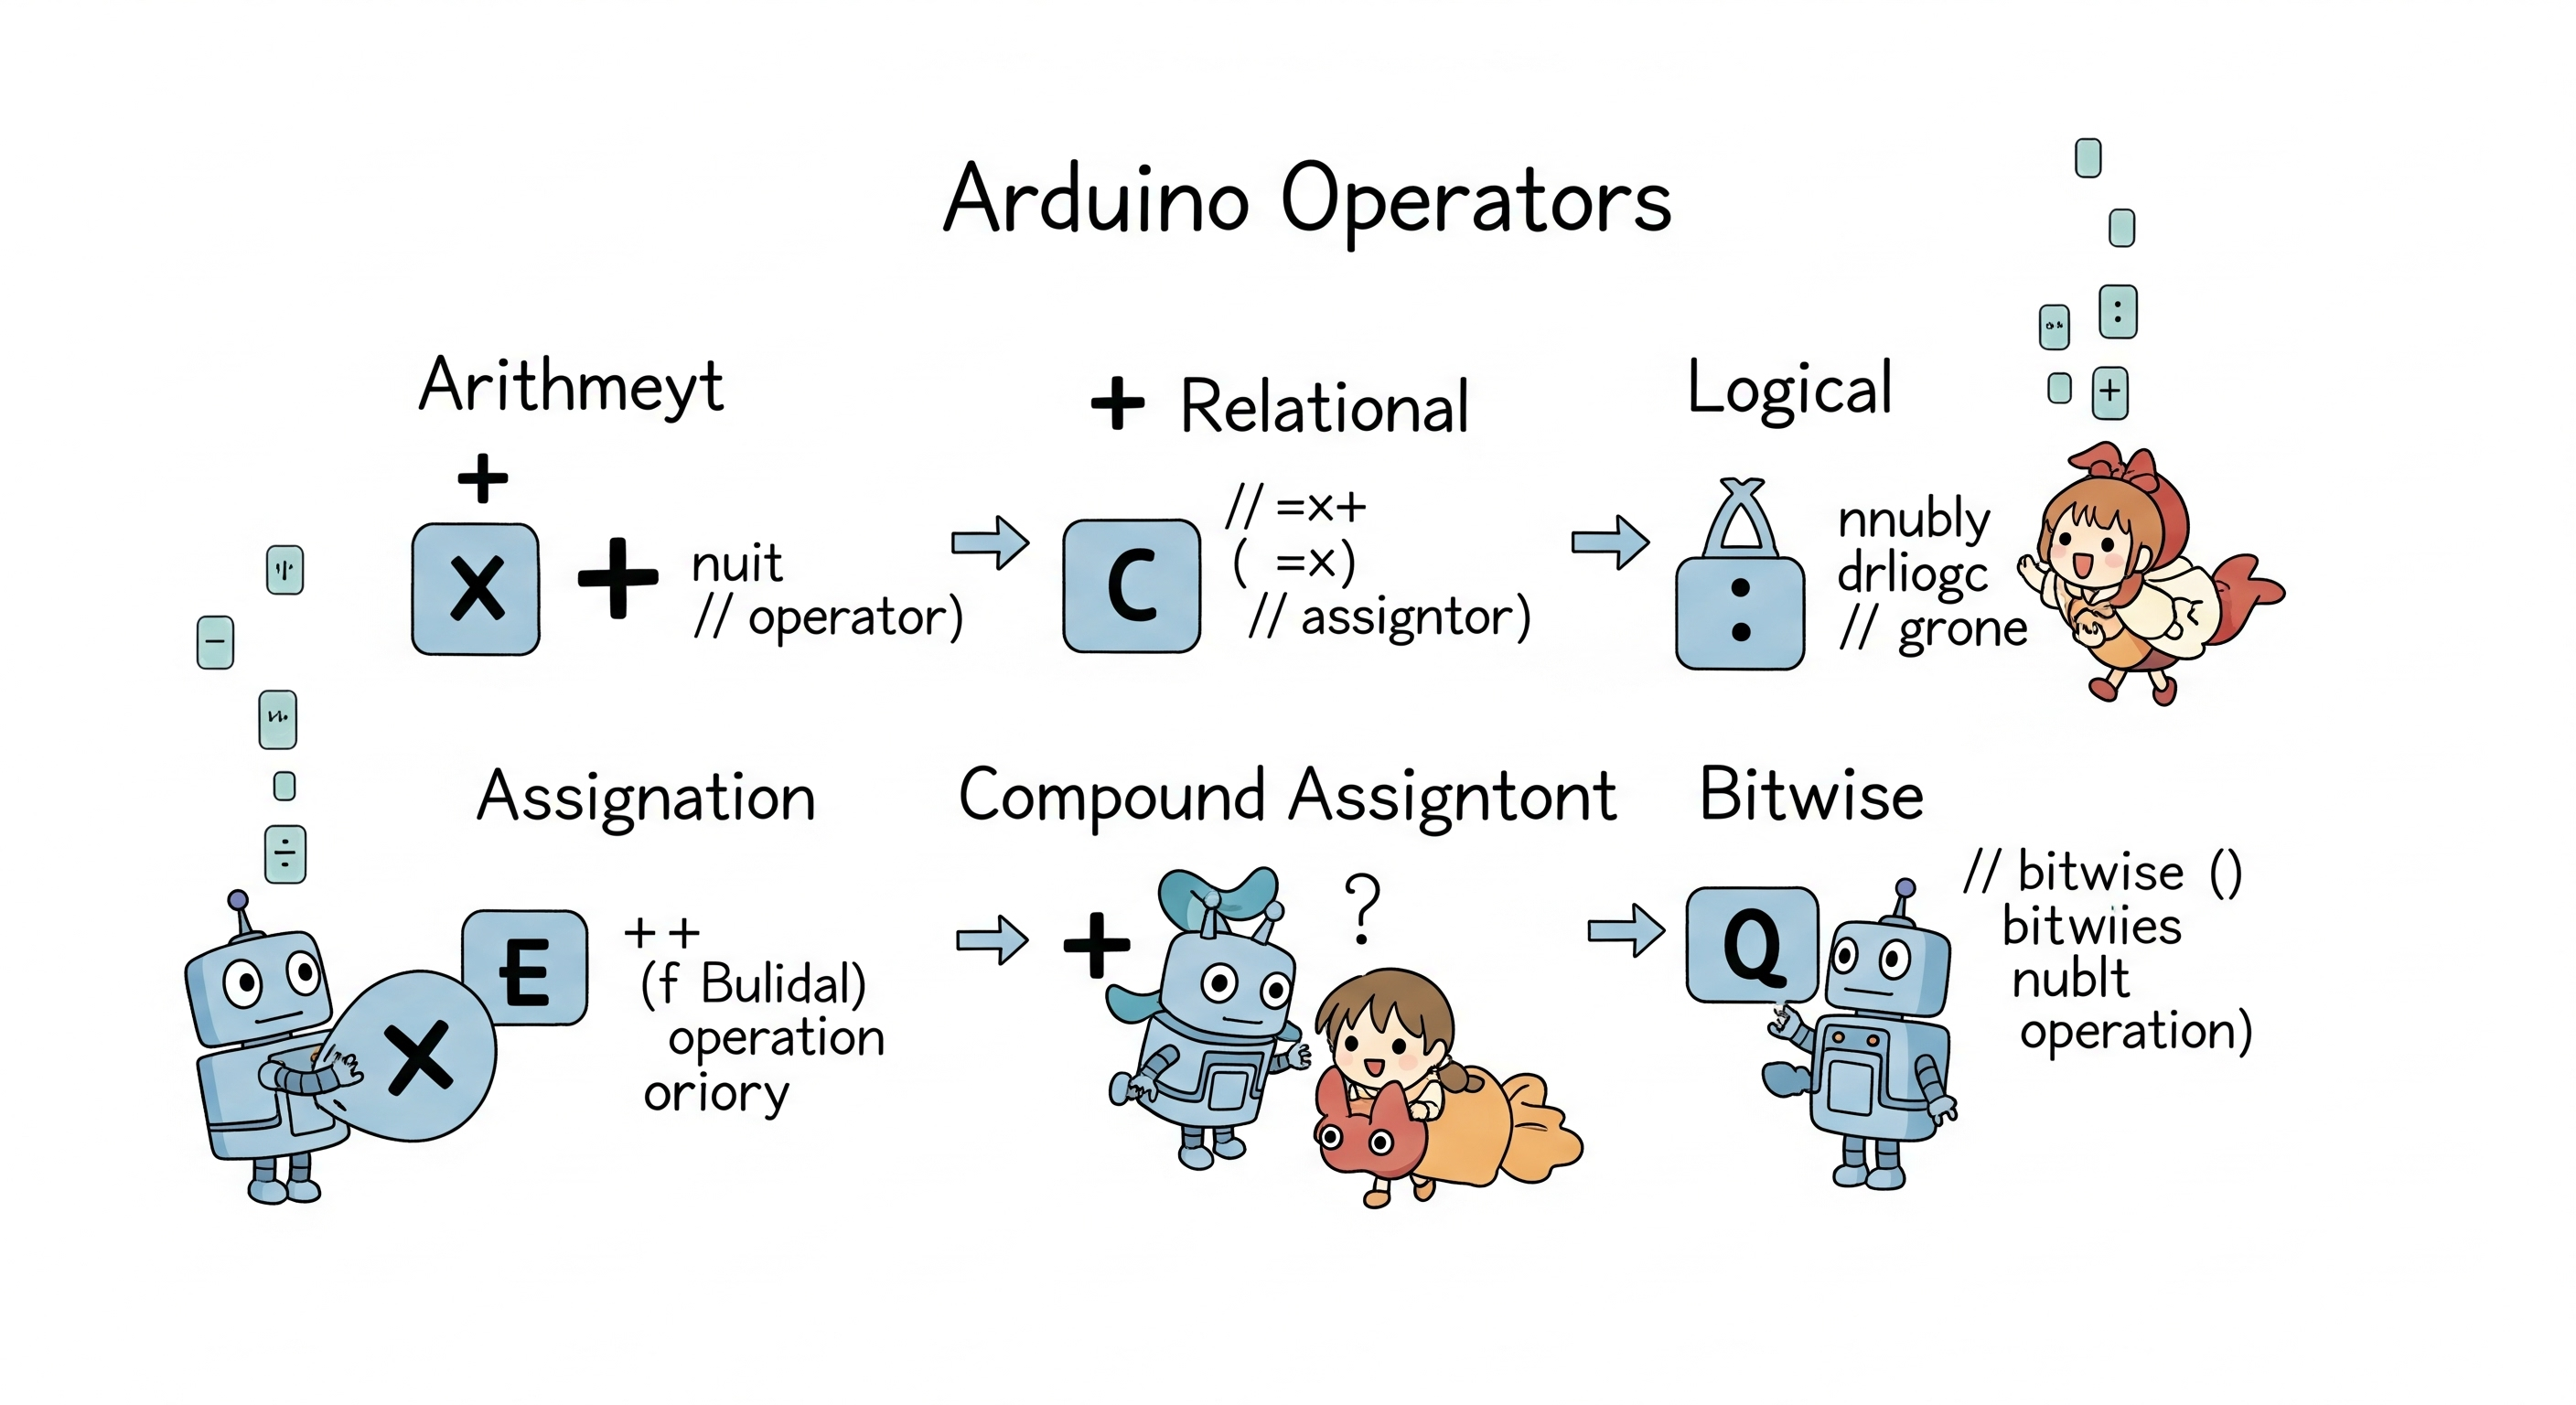 Arduino Operators
Arithmeyt
+ Relational
Logical
+
X + nuit
// operator)
C // =x+
( =x)
// assigntor)
: nnubly
drliogc
// grone
Assignation
Compound Assigntont
Bitwise
X
E ++
(f Bulidal)
operation
oriory
+ ?
Q // bitwise ()
bitwiies
nublt
operation)
− 
÷
:
+